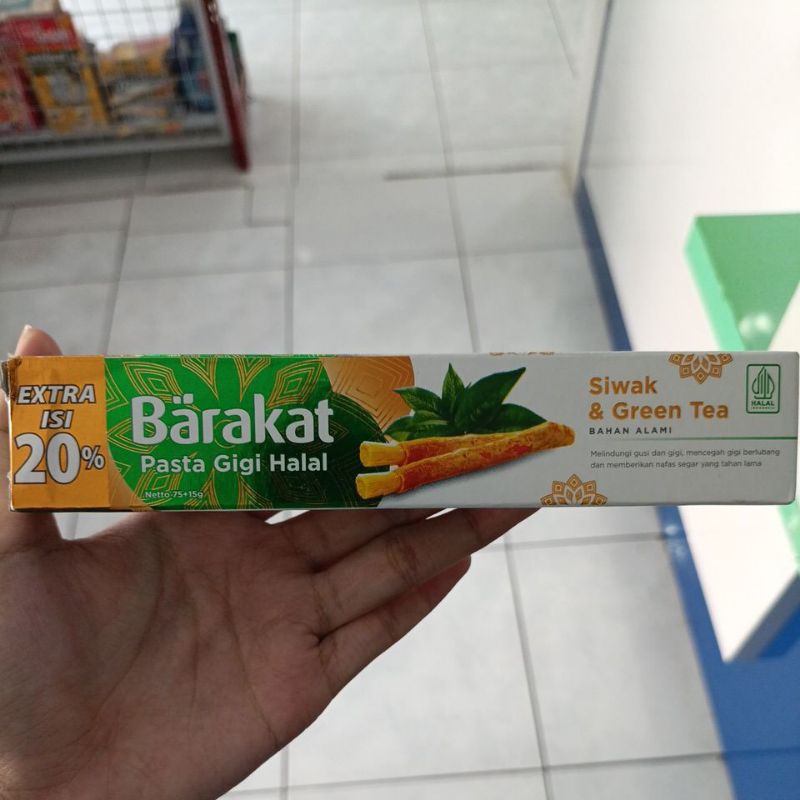 EXTRA
ISI
20%
Bärakat
Pasta Gigi Halal
Netto 75+15g
Siwak
& Green Tea
BAHAN ALAMI
Melindungi gusi dan gigi, mencegah gigi berlubang
dan memberikan nafas segar yang tahan lama
HALAL
INDONESIA